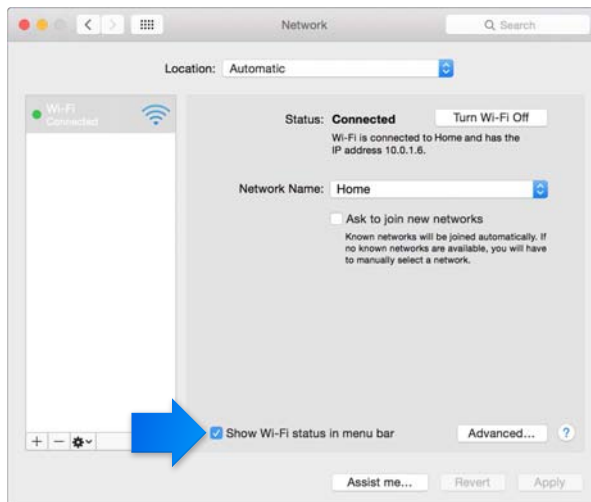 Network
Search
Location: Automatic
Wi-Fi
Connected
Status: Connected
Turn Wi-Fi Off
Wi-Fi is connected to Home and has the
IP address 10.0.1.6.
Network Name: Home
Ask to join new networks
Known networks will be joined automatically. If
no known networks are available, you will have
to manually select a network.
Show Wi-Fi status in menu bar
Advanced...
?
Assist me...
Revert
Apply